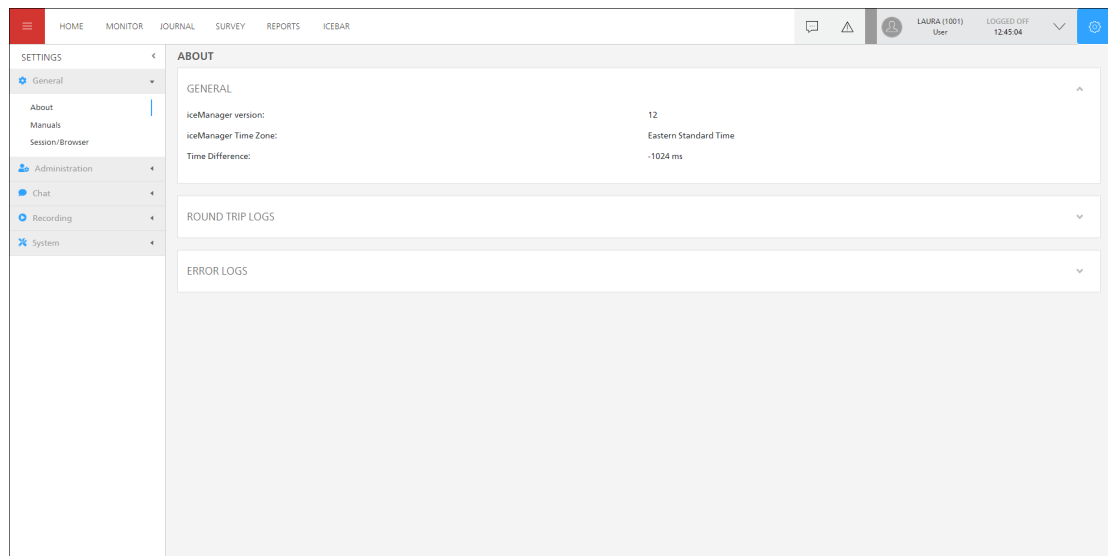 HOME MONITOR JOURNAL SURVEY REPORTS ICEBAR
LAURA (1001) LOGGED OFF
User 12:45:04
SETTINGS
General
About
Manuals
Session/Browser
Administration
Chat
Recording
System
ABOUT
GENERAL
iceManager version: 12
iceManager Time Zone: Eastern Standard Time
Time Difference: -1024 ms
ROUND TRIP LOGS
ERROR LOGS